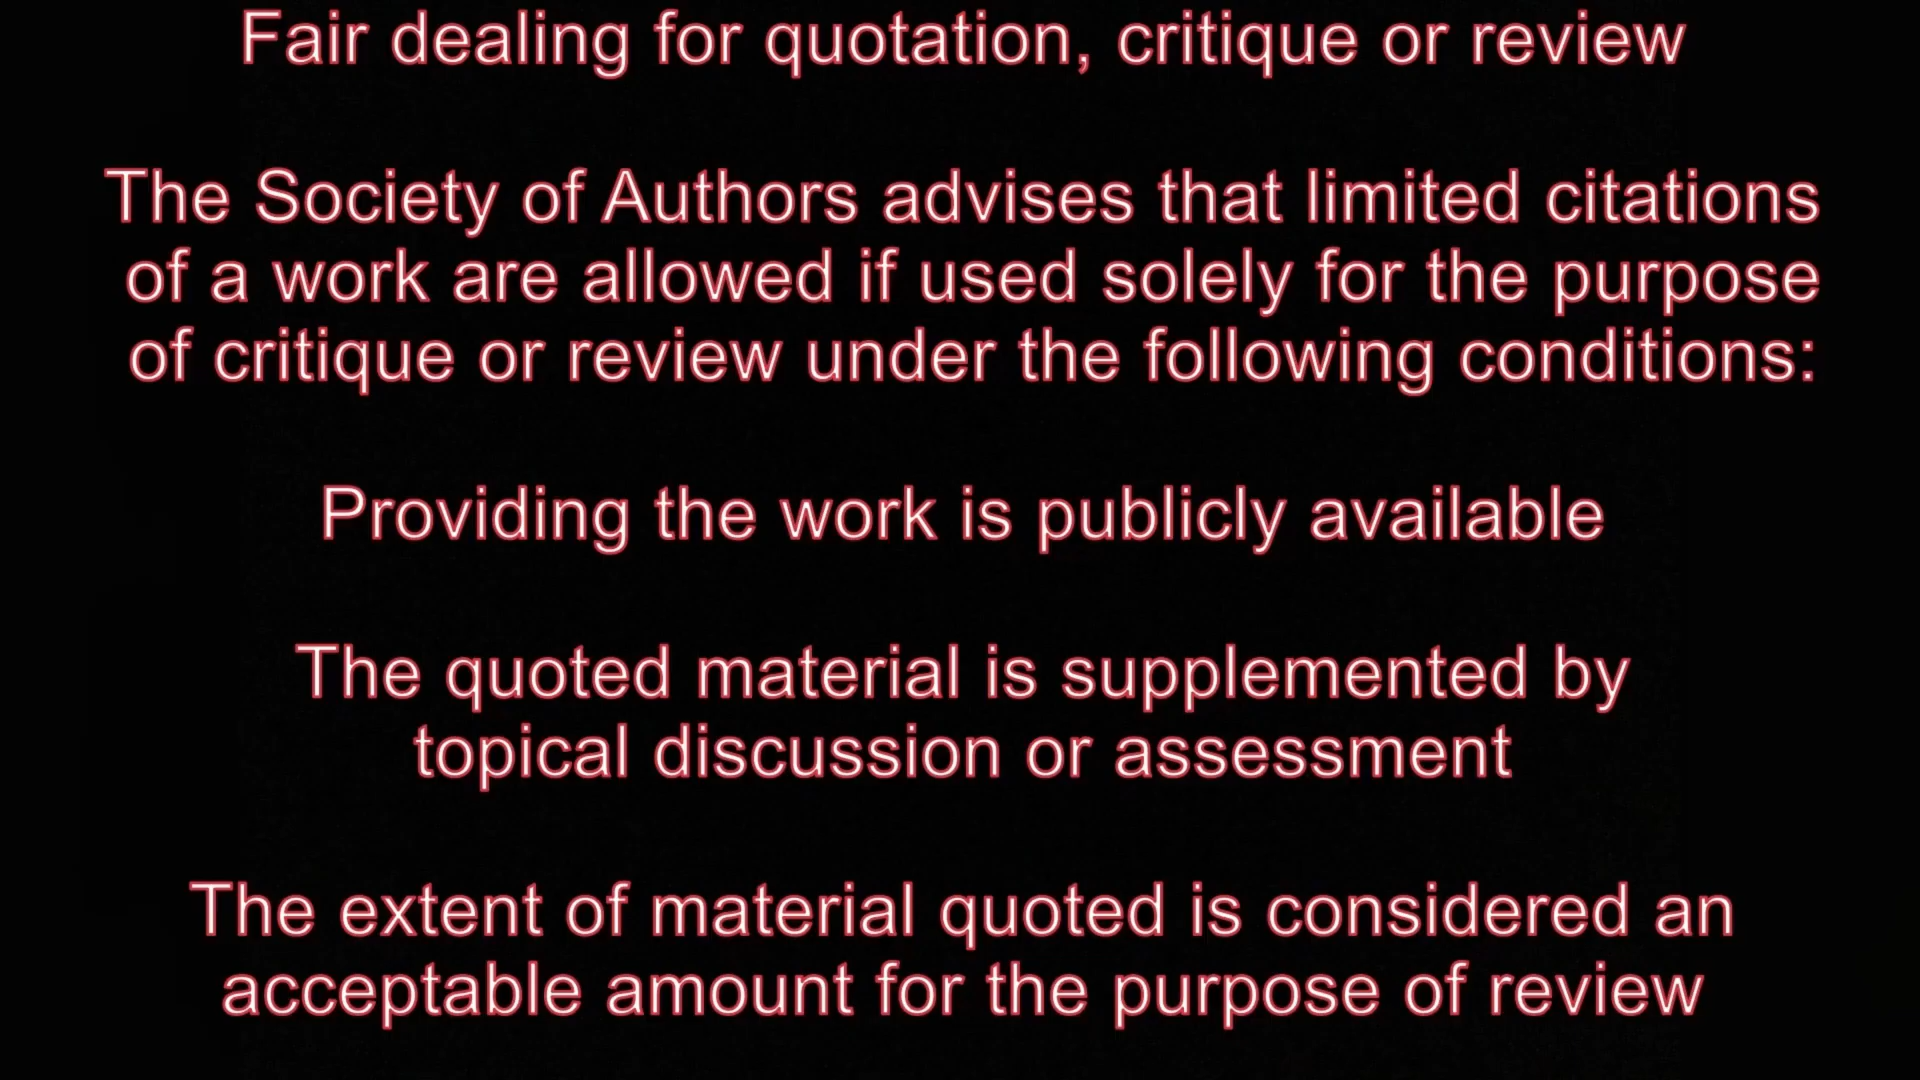 Fair dealing for quotation, critique or review
The Society of Authors advises that limited citations
of a work are allowed if used solely for the purpose
of critique or review under the following conditions:
Providing the work is publicly available
The quoted material is supplemented by
topical discussion or assessment
The extent of material quoted is considered an
acceptable amount for the purpose of review